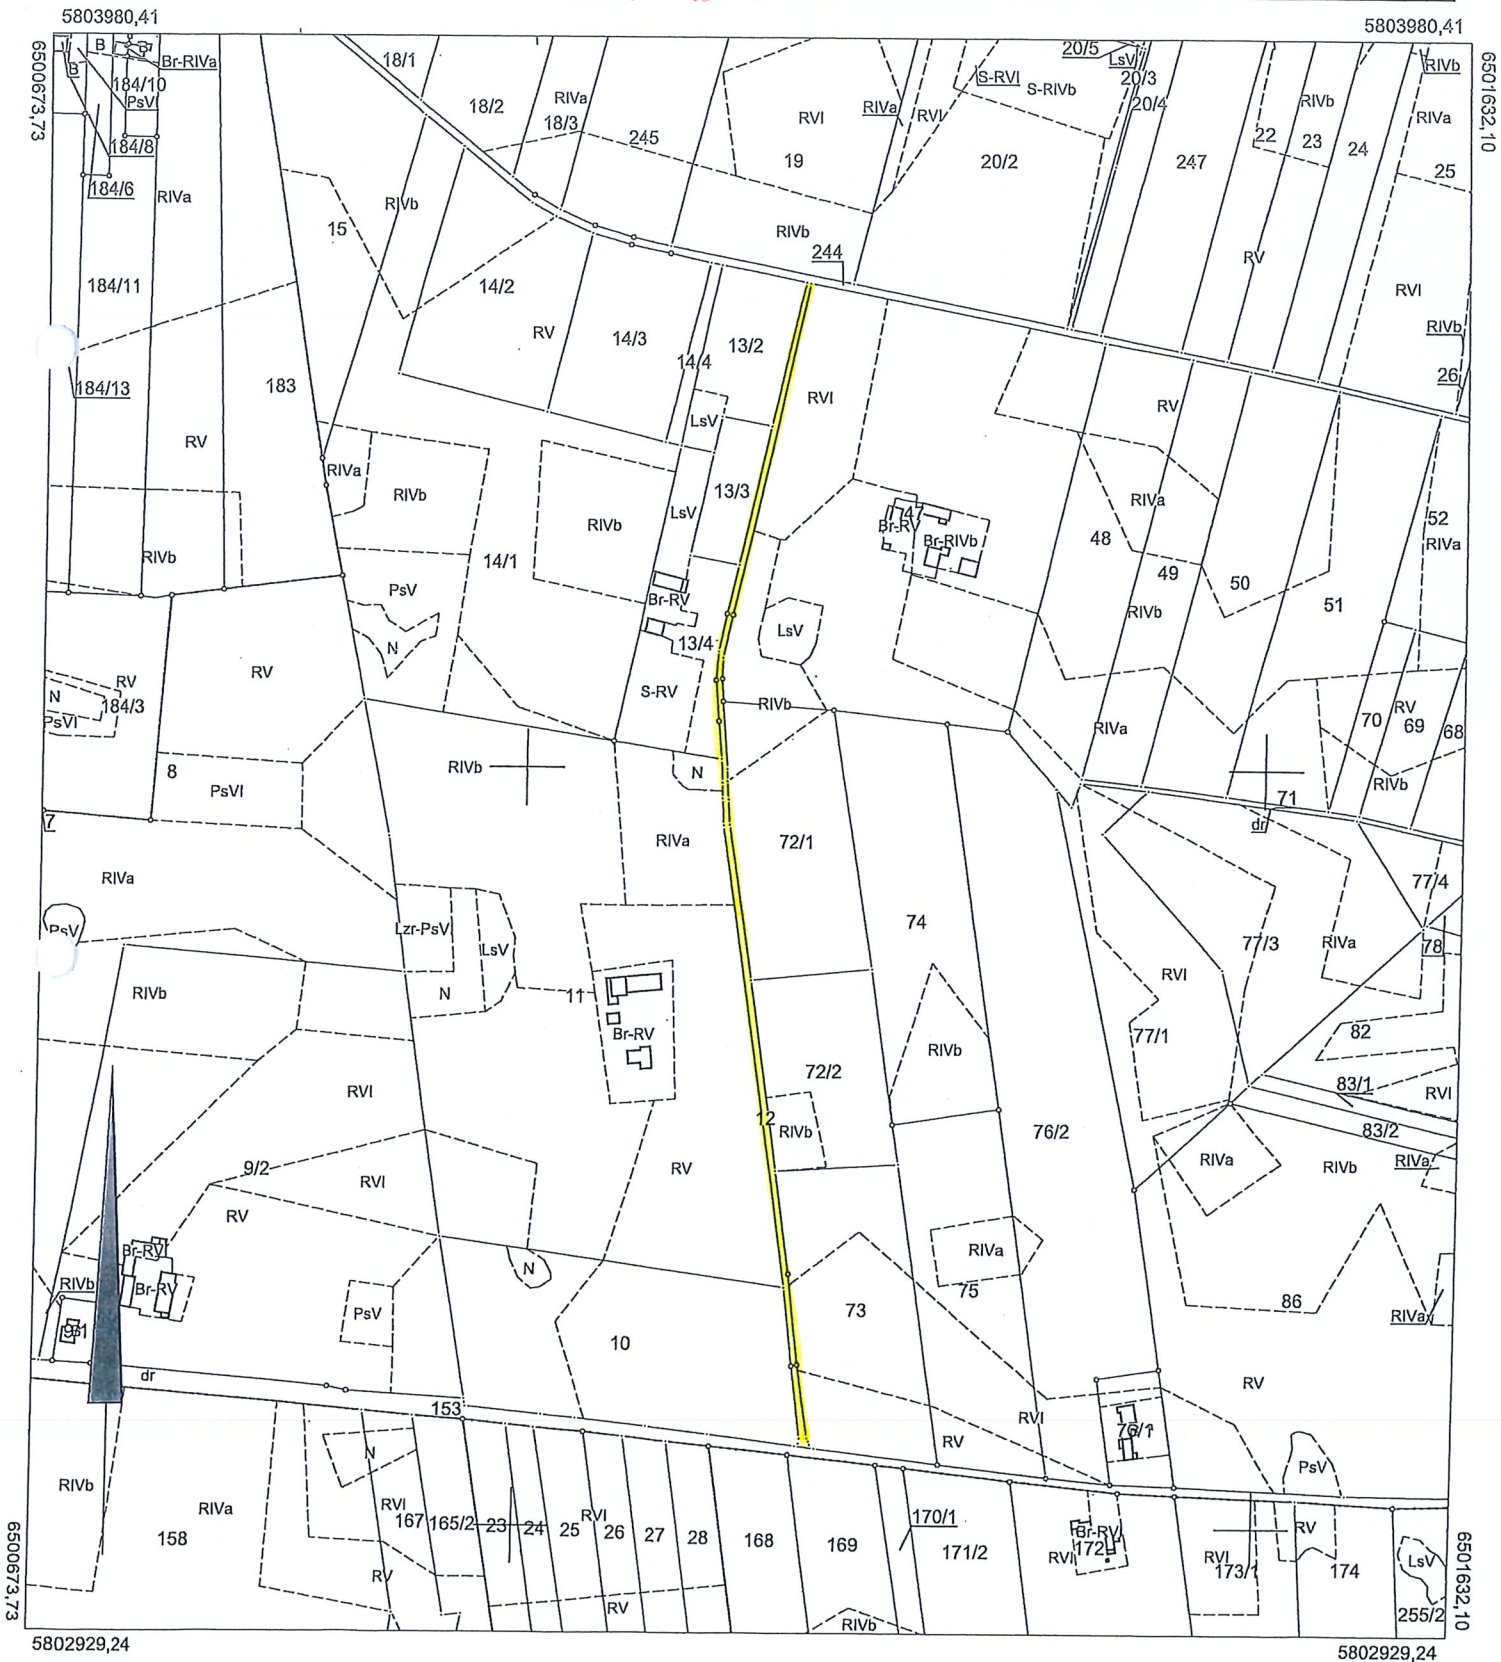 5803980,41 5803980,41
6500673,73 6501632,10
B Br-RIVa 18/1 20/5 LsV RIVb
B 184/10 PsV 18/2 RIVa 18/3 245 RVI RIVa RVI S-RVI S-RIVb 20/3 20/4 RIVb RIVa
184/8 19 20/2 247 22 23 24 25
184/6 RIVa RIVb
15 RIVb 244 RV
184/11 14/2 RVI
RV 14/3 14/4 13/2 RIVb
184/13 183 RVI RV 26
RV LsV
RIVa RIVb 13/3 RIVa
RIVb LsV 47 Br-RV Br-RIVb 48 52 RIVa
RIVb 14/1 49 50 51
PsV Br-RV RIVb
N 13/4 LsV
RV RV S-RV
N 184/3 PsVI RIVb RIVa 70 RV 69 68
8 RIVb N RIVb
PsVI 71
7 dr
RIVa 72/1
RIVa 77/4
PsV Lzr-PsV LsV 74 77/3 RIVa 78
RIVb N 11 RVI
Br-RV RIVb 77/1 82
72/2
RVI 83/1 RVI
12 RIVb 76/2 83/2
9/2 RVI RV RIVa RIVb RIVa
RV
Br-RV N RIVa
RIVb Br-RV 75
PsV 73 86 RIVa
9/1 10
dr RV
153 RVI 76/1
RV
N PsV
RIVb RIVa RVI 167 165/2 23 24 25 RVI 26 27 28 168 169 170/1 171/2 Br-RV RVI 172 RV RVI 173/1 174 LsV
158
RV RV RIVb 255/2
6500673,73 6501632,10
5802929,24 5802929,24